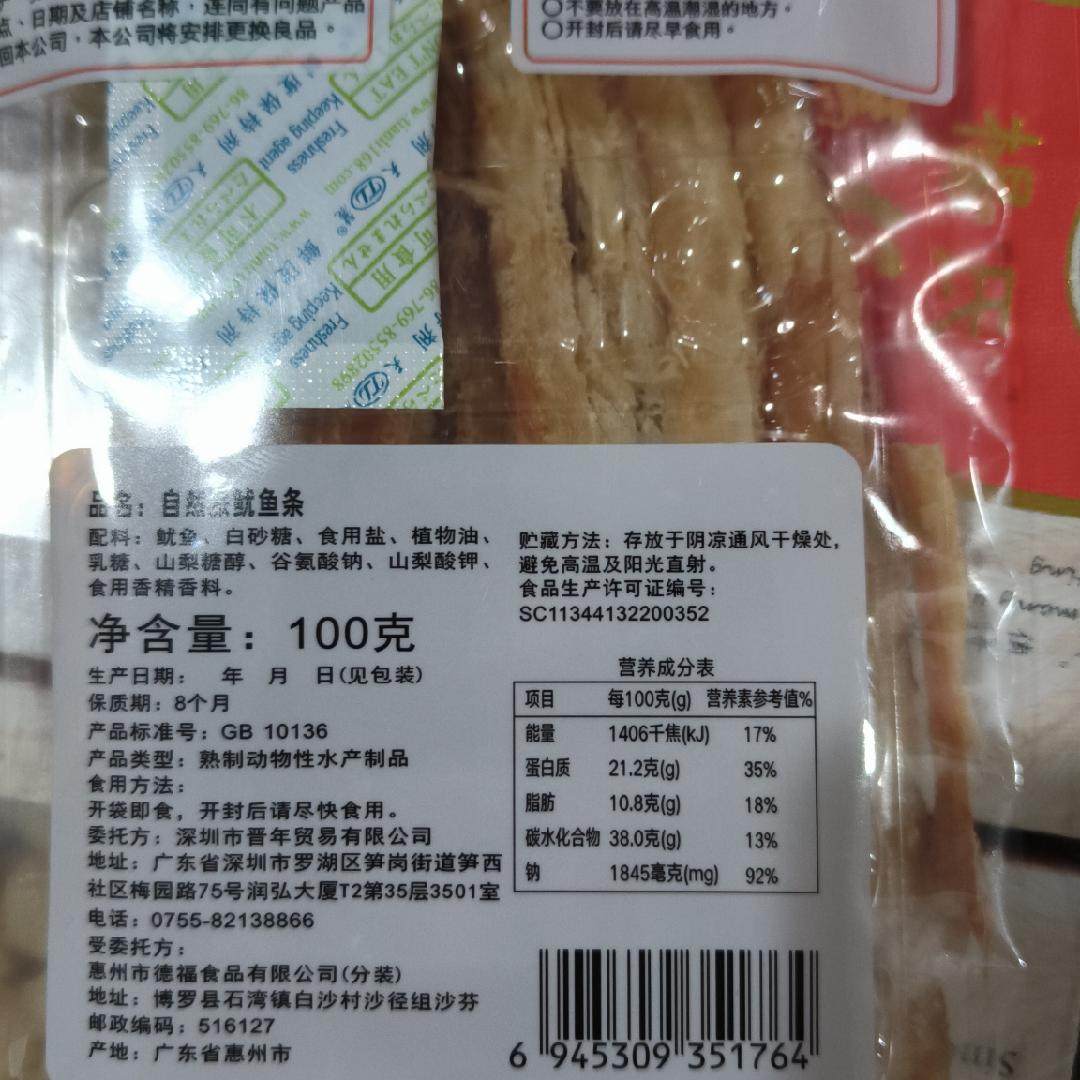 点、日期及店铺名称，连同有问题产品
回本公司，本公司将安排更换良品。
○不要放在高温潮湿的地方。
○开封后请尽早食用。
Keeping agent
Freshness
鲜度保持剂
不可食用
86-769-85502898
品名：自然 鱿鱼条
配料：鱿鱼、白砂糖、食用盐、植物油、
乳糖、山梨糖醇、谷氨酸钠、山梨酸钾、
食用香精香料。
净含量：100克
生产日期： 年 月 日(见包装)
保质期：8个月
产品标准号：GB 10136
产品类型：熟制动物性水产制品
食用方法：
开袋即食，开封后请尽快食用。
委托方：深圳市晋年贸易有限公司
地址：广东省深圳市罗湖区笋岗街道笋西
社区梅园路75号润弘大厦T2第35层3501室
电话：0755-82138866
受委托方：
惠州市德福食品有限公司(分装)
地址：博罗县石湾镇白沙村沙径组沙芬
邮政编码：516127
产地：广东省惠州市
贮藏方法：存放于阴凉通风干燥处，
避免高温及阳光直射。
食品生产许可证编号：
SC11344132200352
营养成分表
项目 每100克(g) 营养素参考值%
能量 1406千焦(kJ) 17%
蛋白质 21.2克(g) 35%
脂肪 10.8克(g) 18%
碳水化合物 38.0克(g) 13%
钠 1845毫克(mg) 92%
6 945309 351764